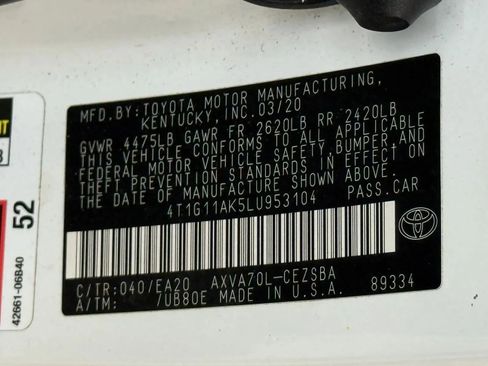 MFD.BY:TOYOTA MOTOR MANUFACTURING,
KENTUCKY, INC.03/20
GVWR 4475LB GAWR FR 2620LB RR 2420LB
THIS VEHICLE CONFORMS TO ALL APPLICABLE
FEDERAL MOTOR VEHICLE SAFETY, BUMPER, AND
THEFT PREVENTION STANDARDS IN EFFECT ON
THE DATE OF MANUFACTURE SHOWN ABOVE.
4T1G11AK5LU953104 PASS.CAR
C/TR:040/EA20 AXVA70L-CEZSBA
A/TM: /UB80E MADE IN U.S.A. 89334
52
42661-06B40